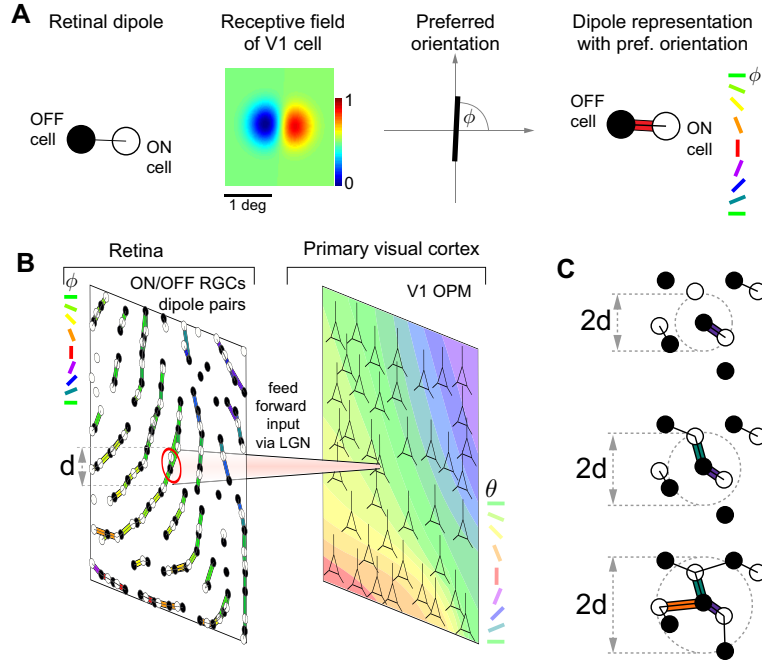 A
Retinal dipole
OFF
cell
ON
cell
Receptive field
of V1 cell
1
0
1 deg
Preferred
orientation
ϕ
Dipole representation
with pref. orientation
OFF
cell
ON
cell
ϕ
B
Retina
ϕ
ON/OFF RGCs
dipole pairs
d
feed
forward
input
via LGN
Primary visual cortex
V1 OPM
θ
C
2d
2d
2d